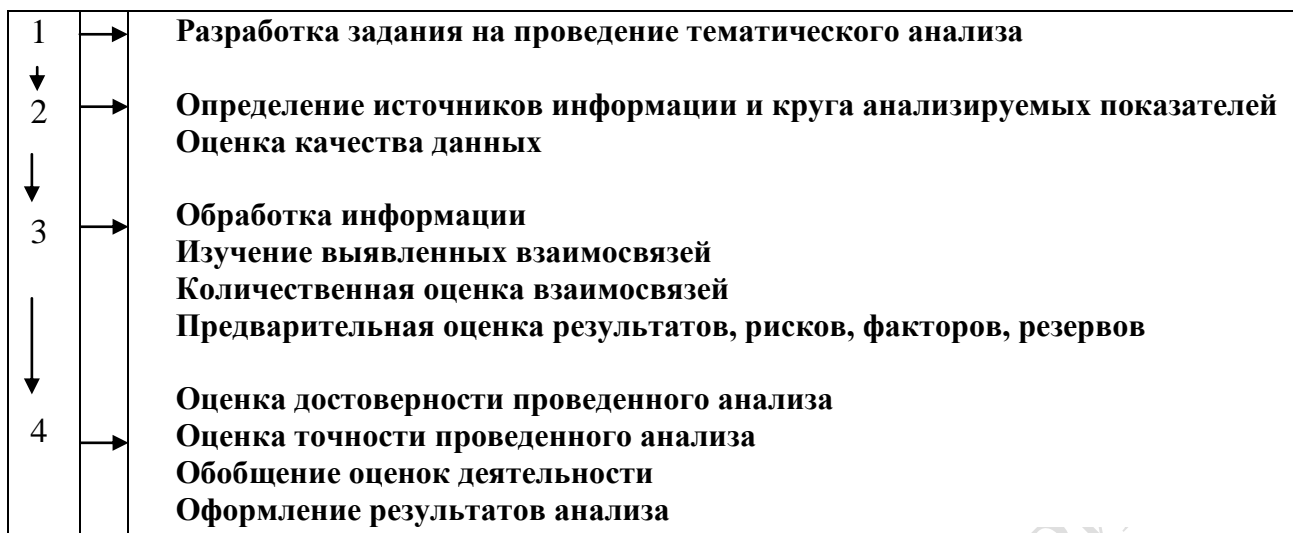 1 Разработка задания на проведение тематического анализа
2 Определение источников информации и круга анализируемых показателей
Оценка качества данных
Обработка информации
3 Изучение выявленных взаимосвязей
Количественная оценка взаимосвязей
Предварительная оценка результатов, рисков, факторов, резервов
Оценка достоверности проведенного анализа
4 Оценка точности проведенного анализа
Обобщение оценок деятельности
Оформление результатов анализа